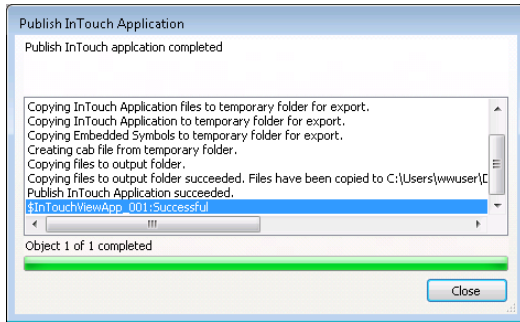 Publish InTouch Application
Publish InTouch applcation completed
Copying InTouch Application files to temporary folder for export.
Copying InTouch Application to temporary folder for export.
Copying Embedded Symbols to temporary folder for export.
Creating cab file from temporary folder.
Copying files to output folder.
Copying files to output folder succeeded. Files have been copied to C:\Users\wwuser\D
Publish InTouch Application succeeded.
$InTouchViewApp_001:Successful
Object 1 of 1 completed
Close